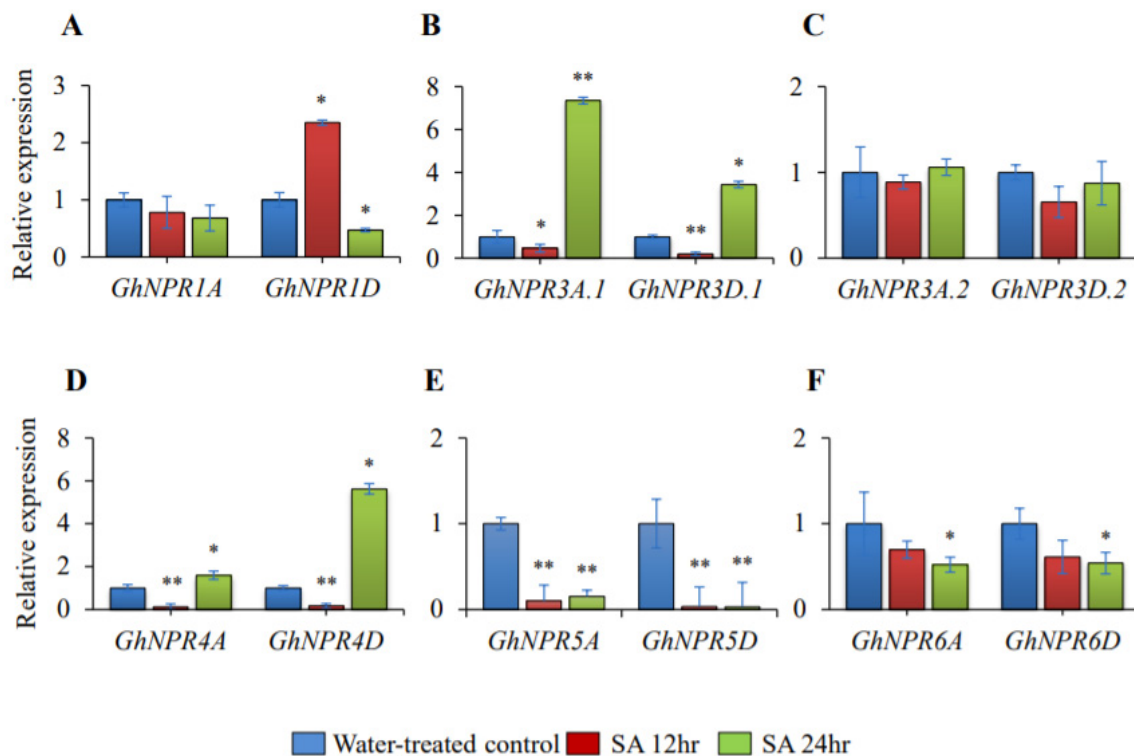 A B C
Relative expression
3
2
1
0
* *
GhNPR1A GhNPR1D
8
6
4
2
0
* ** ** *
GhNPR3A.1 GhNPR3D.1
2
1
0
GhNPR3A.2 GhNPR3D.2
D E F
Relative expression
8
6
4
2
0
** * ** *
GhNPR4A GhNPR4D
2
1
0
** ** ** **
GhNPR5A GhNPR5D
2
1
0
* *
GhNPR6A GhNPR6D
Water-treated control SA 12hr SA 24hr